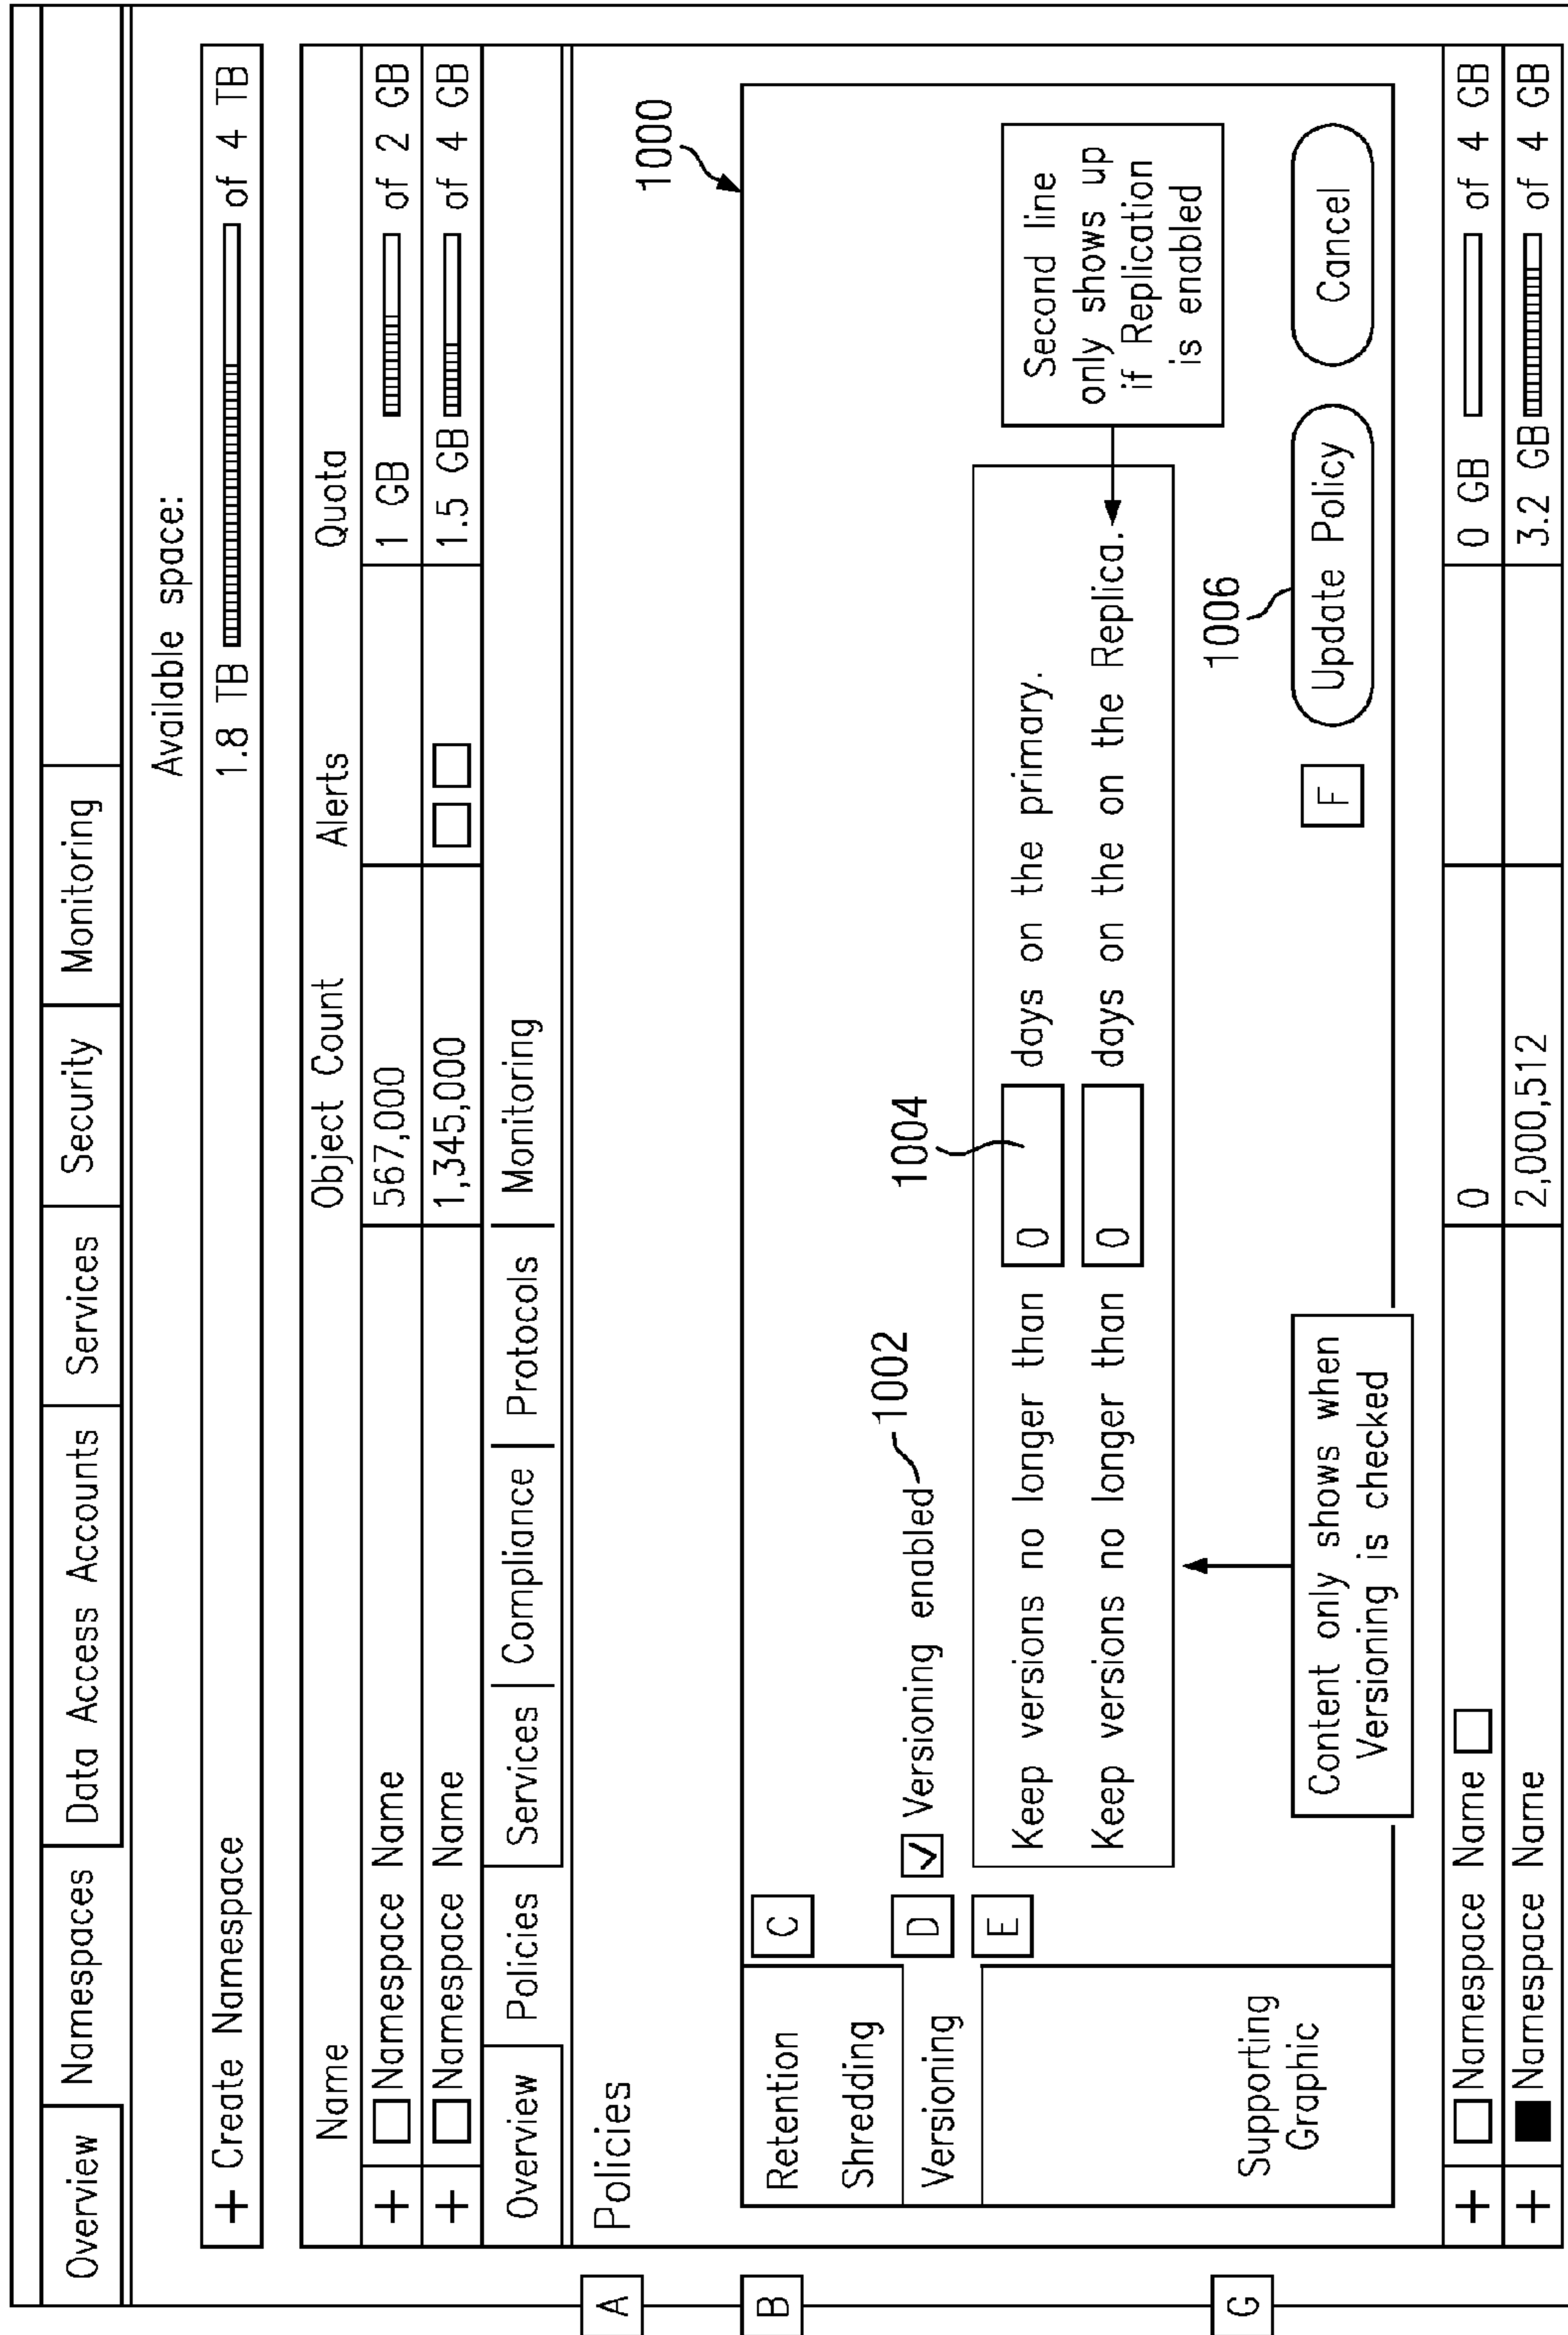 Overview Namespaces Data Access Accounts Services Security Monitoring
Available space:
+ Create Namespace 1.8 TB of 4 TB
Name Object Count Alerts Quota
+ Namespace Name 567,000 1 GB of 2 GB
+ Namespace Name 1,345,000 1.5 GB of 4 GB
Overview Policies Services Compliance Protocols Monitoring
A
Policies
1000
B
Retention
Shredding
Versioning
Supporting
Graphic
C
D
Versioning enabled 1002
E
1004
Keep versions no longer than 0 days on the primary.
Keep versions no longer than 0 days on the on the Replica.
Second line
only shows up
if Replication
is enabled
Content only shows when
Versioning is checked
1006
F
Update Policy Cancel
G
+ Namespace Name 0 0 GB of 4 GB
+ Namespace Name 2,000,512 3.2 GB of 4 GB